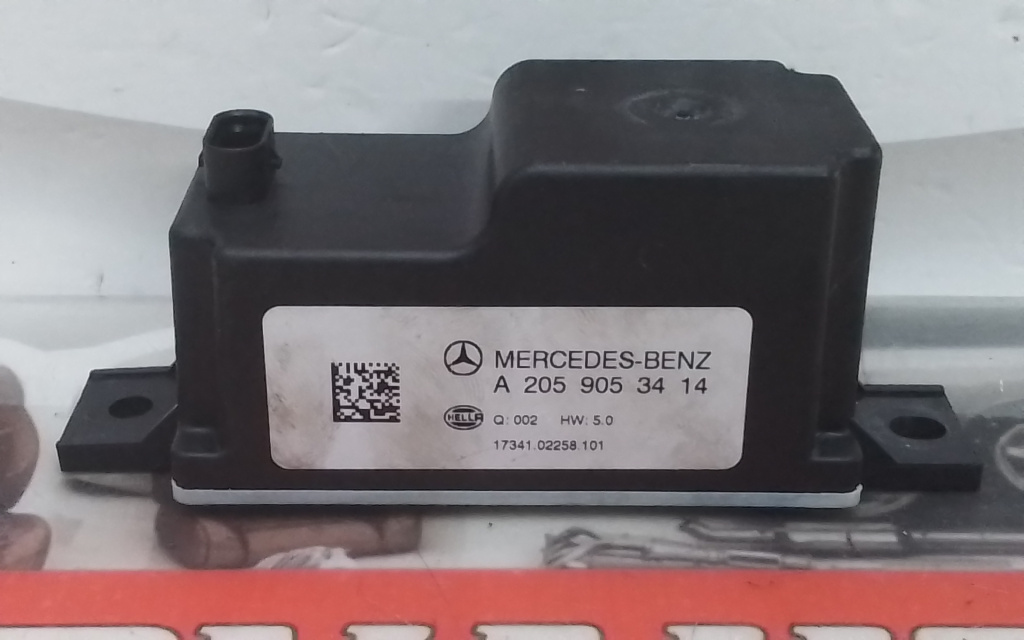 MERCEDES-BENZ
A 205 905 34 14
HELLA Q: 002 HW: 5.0
17341.02258.101